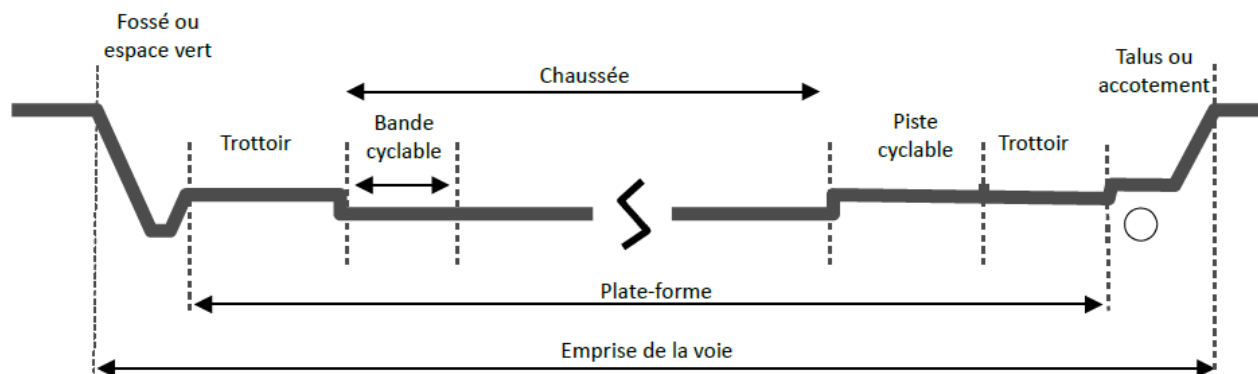 Fossé ou
espace vert
Talus ou
accotement
Chaussée
Trottoir
Bande
cyclable
Piste
cyclable
Trottoir
Plate-forme
Emprise de la voie